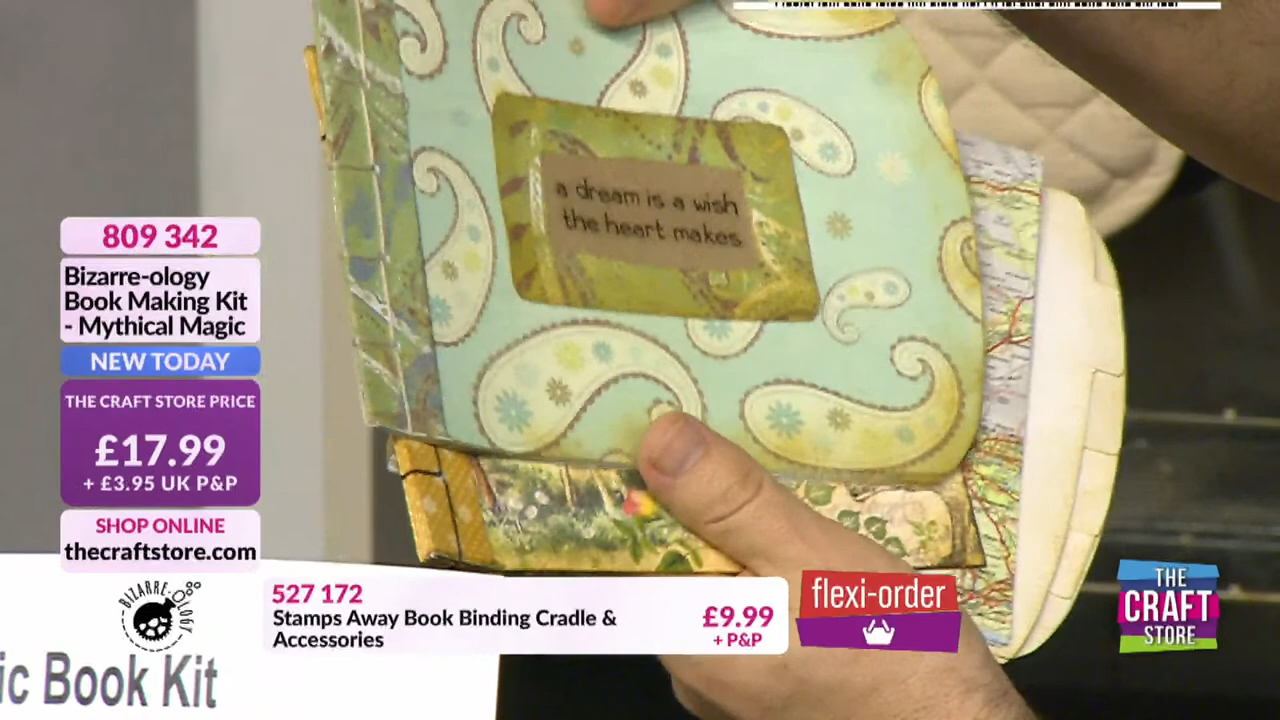 a dream is a wish
the heart makes
809 342
Bizarre-ology
Book Making Kit
- Mythical Magic
NEW TODAY
THE CRAFT STORE PRICE
£17.99
+ £3.95 UK P&P
SHOP ONLINE
thecraftstore.com
BIZARRE-OLOGY
527 172
Stamps Away Book Binding Cradle &
Accessories
£9.99
+ P&P
flexi-order
THE
CRAFT
STORE
ic Book Kit